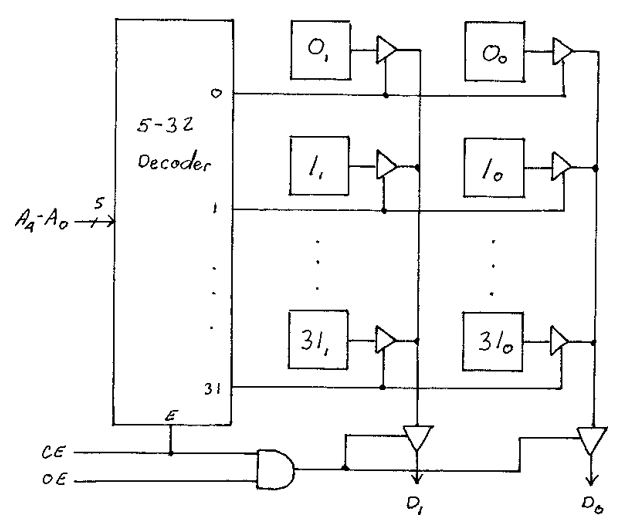 0₁
0₀
0
5-32
Decoder
1₁
1₀
5
A₄-A₀
1
31₁
31₀
31
E
CE
OE
D₁
D₀